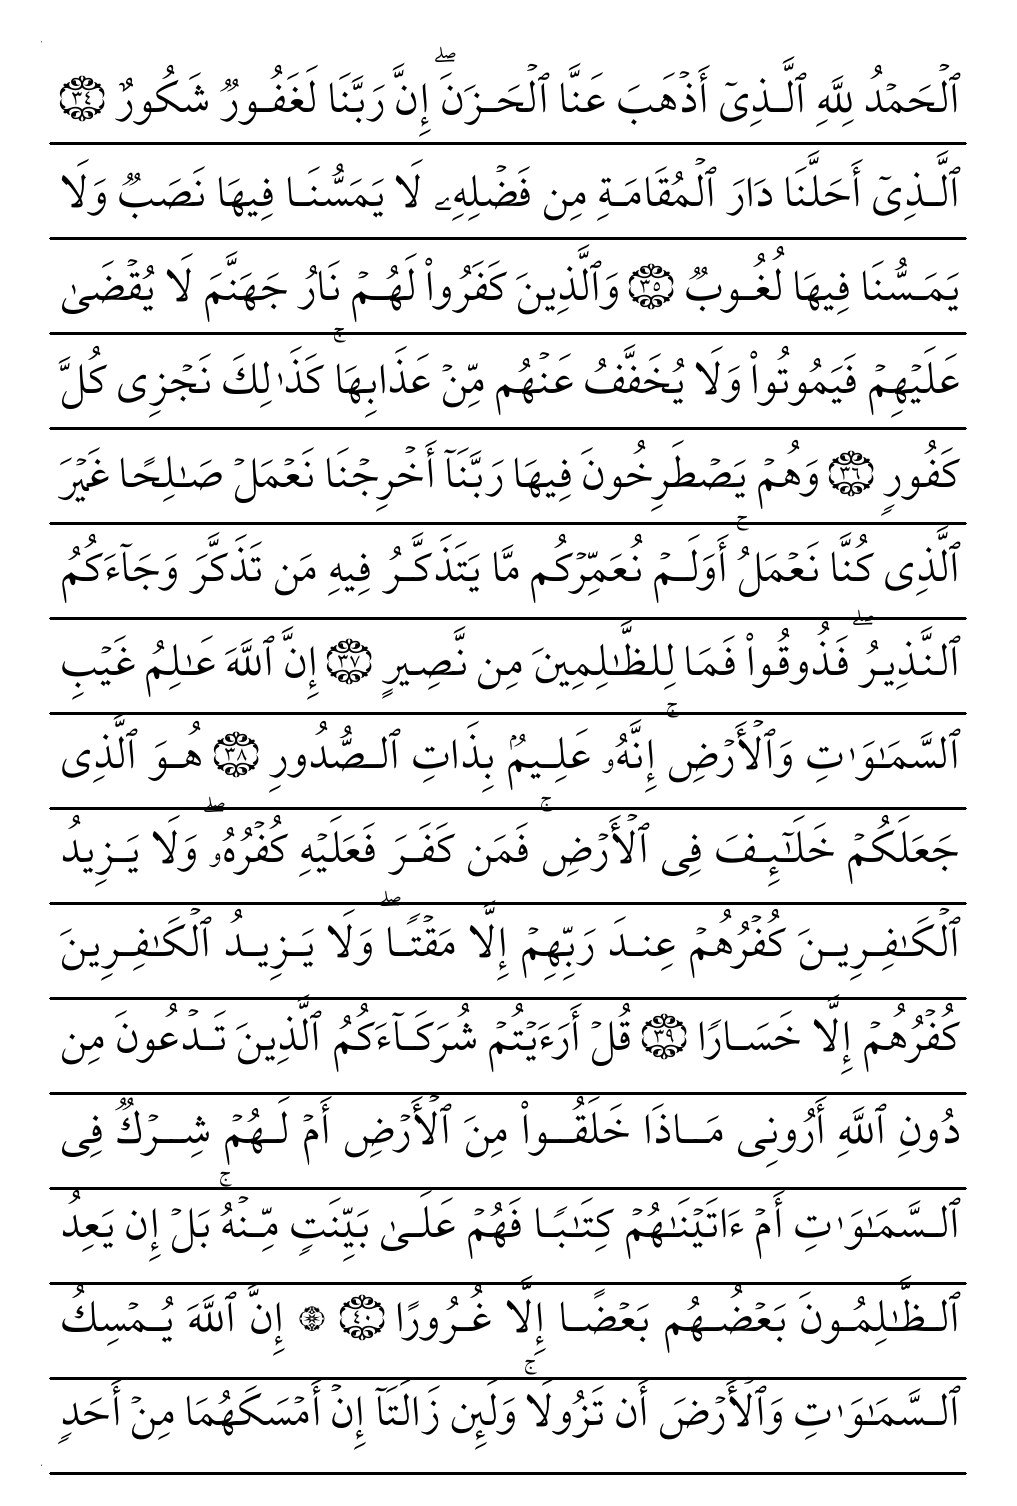 ٱلْحَمْدُ لِلَّهِ ٱلَّذِىٓ أَذْهَبَ عَنَّا ٱلْحَزَنَ ۖ إِنَّ رَبَّنَا لَغَفُورٌ شَكُورٌ ٣٤
ٱلَّذِىٓ أَحَلَّنَا دَارَ ٱلْمُقَامَةِ مِن فَضْلِهِۦ لَا يَمَسُّنَا فِيهَا نَصَبٌ وَلَا
يَمَسُّنَا فِيهَا لُغُوبٌ ٣٥ وَٱلَّذِينَ كَفَرُوا۟ لَهُمْ نَارُ جَهَنَّمَ لَا يُقْضَىٰ
عَلَيْهِمْ فَيَمُوتُوا۟ وَلَا يُخَفَّفُ عَنْهُم مِّنْ عَذَابِهَا ۚ كَذَٰلِكَ نَجْزِى كُلَّ
كَفُورٍ ٣٦ وَهُمْ يَصْطَرِخُونَ فِيهَا رَبَّنَآ أَخْرِجْنَا نَعْمَلْ صَـٰلِحًا غَيْرَ
ٱلَّذِى كُنَّا نَعْمَلُ ۚ أَوَلَمْ نُعَمِّرْكُم مَّا يَتَذَكَّرُ فِيهِ مَن تَذَكَّرَ وَجَآءَكُمُ
ٱلنَّذِيرُ ۖ فَذُوقُوا۟ فَمَا لِلظَّـٰلِمِينَ مِن نَّصِيرٍ ٣٧ إِنَّ ٱللَّهَ عَـٰلِمُ غَيْبِ
ٱلسَّمَـٰوَٰتِ وَٱلْأَرْضِ ۚ إِنَّهُۥ عَلِيمٌۢ بِذَاتِ ٱلصُّدُورِ ٣٨ هُوَ ٱلَّذِى
جَعَلَكُمْ خَلَـٰٓئِفَ فِى ٱلْأَرْضِ ۚ فَمَن كَفَرَ فَعَلَيْهِ كُفْرُهُۥ ۖ وَلَا يَزِيدُ
ٱلْكَـٰفِرِينَ كُفْرُهُمْ عِندَ رَبِّهِمْ إِلَّا مَقْتًا ۖ وَلَا يَزِيدُ ٱلْكَـٰفِرِينَ
كُفْرُهُمْ إِلَّا خَسَارًا ٣٩ قُلْ أَرَءَيْتُمْ شُرَكَآءَكُمُ ٱلَّذِينَ تَدْعُونَ مِن
دُونِ ٱللَّهِ أَرُونِى مَاذَا خَلَقُوا۟ مِنَ ٱلْأَرْضِ أَمْ لَهُمْ شِرْكٌ فِى
ٱلسَّمَـٰوَٰتِ أَمْ ءَاتَيْنَـٰهُمْ كِتَـٰبًا فَهُمْ عَلَىٰ بَيِّنَتٍ مِّنْهُ ۚ بَلْ إِن يَعِدُ
ٱلظَّـٰلِمُونَ بَعْضُهُم بَعْضًا إِلَّا غُرُورًا ٤٠ ۞ إِنَّ ٱللَّهَ يُمْسِكُ
ٱلسَّمَـٰوَٰتِ وَٱلْأَرْضَ أَن تَزُولَا ۚ وَلَئِن زَالَتَآ إِنْ أَمْسَكَهُمَا مِنْ أَحَدٍ